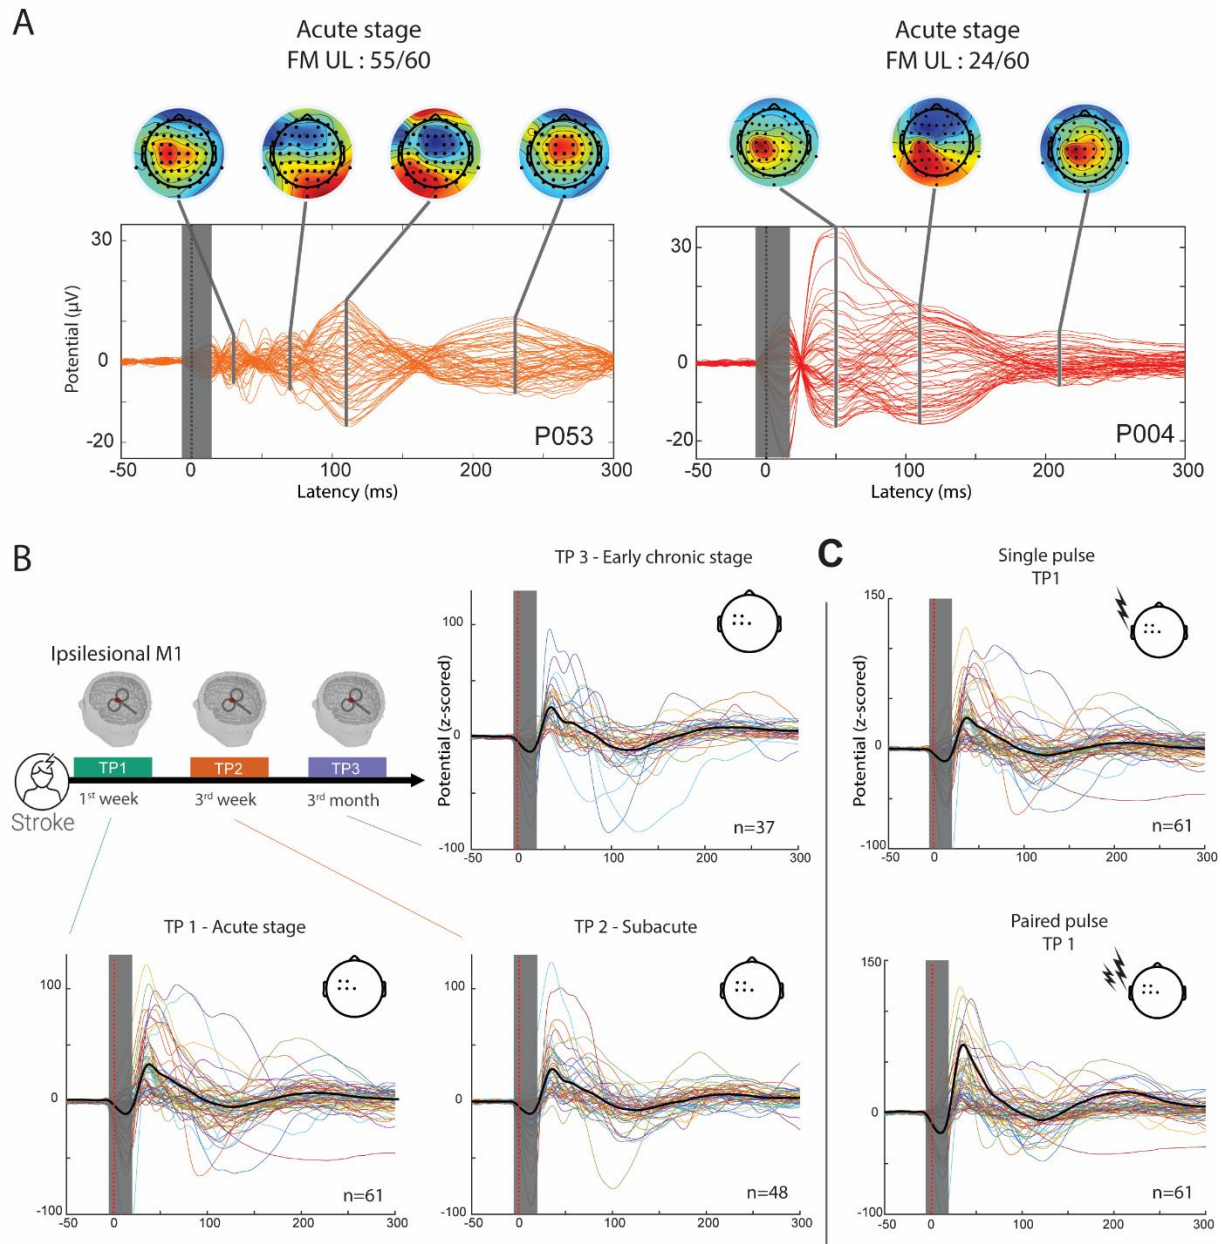 A
Acute stage
FM UL : 55/60
Acute stage
FM UL : 24/60
Potential (µV)
30
0
-20
-50
0
100
200
300
Latency (ms)
P053
30
0
-20
-50
0
100
200
300
Latency (ms)
P004
B
Ipsilesional M1
TP1
TP2
TP3
1st week
3rd week
3rd month
Stroke
TP 3 - Early chronic stage
100
0
-100
-50
0
100
200
300
n=37
TP 1 - Acute stage
100
0
-100
-50
0
100
200
300
n=61
TP 2 - Subacute
100
0
-100
-50
0
100
200
300
n=48
C
Single pulse
TP1
Potential (z-scored)
150
0
-100
-50
0
100
200
300
n=61
Paired pulse
TP 1
150
0
-100
-50
0
100
200
300
n=61